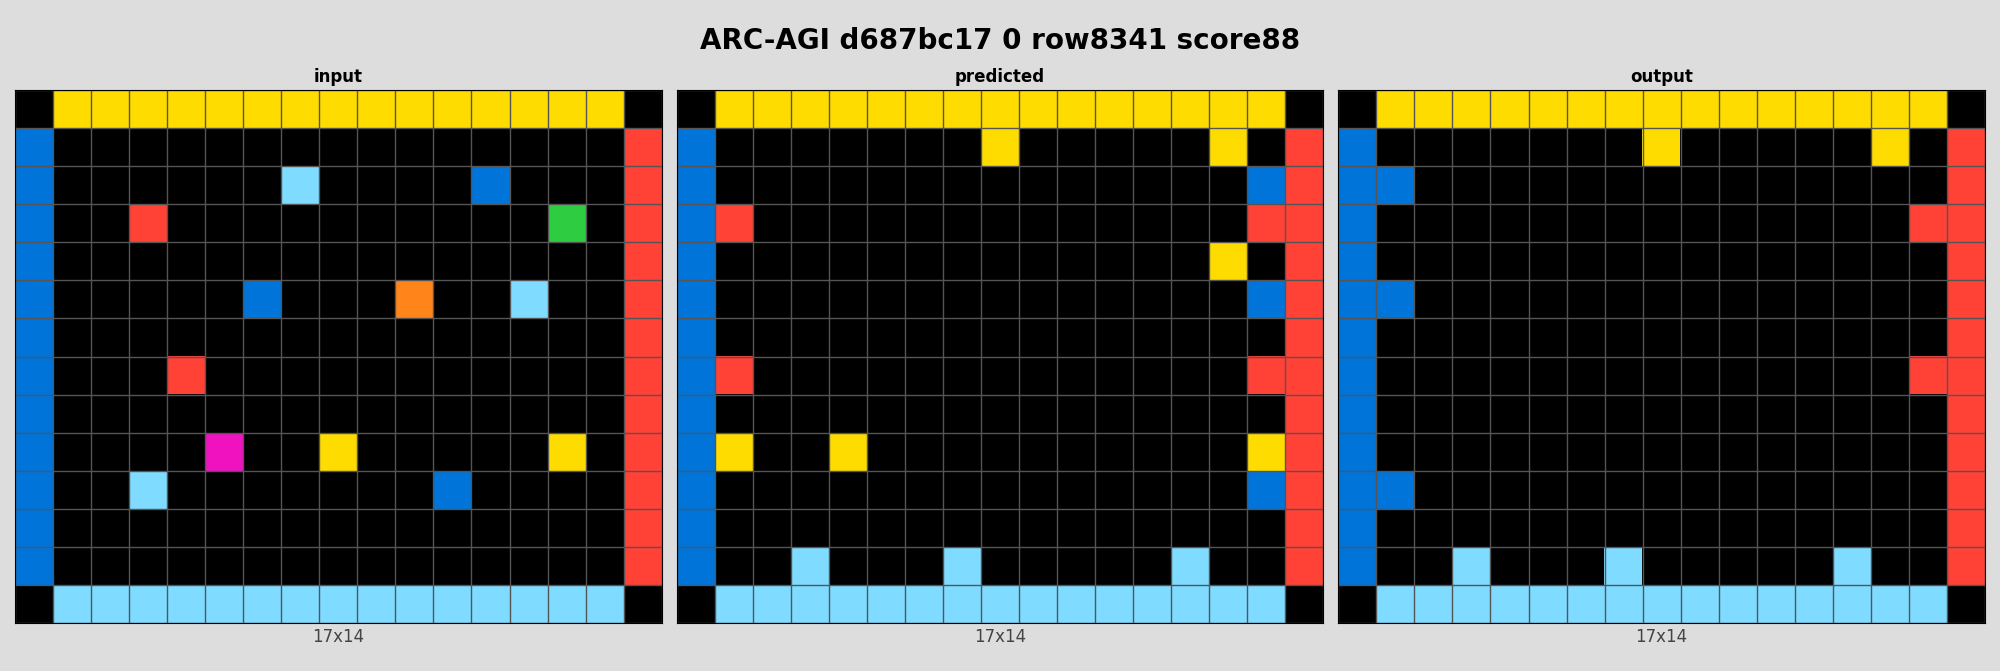 ARC-AGI d687bc17 0 row8341 score88
input
predicted
output
17x14
17x14
17x14